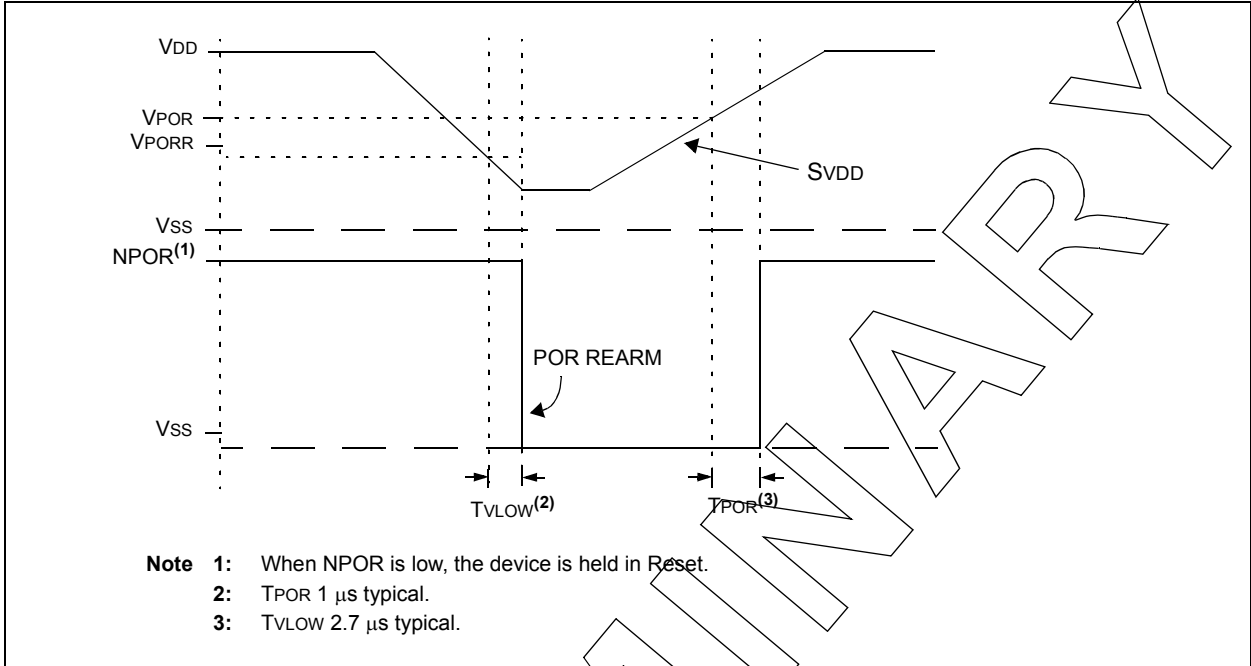 VDD
VPOR
VPORR
SVDD
VSS
NPOR(1)
POR REARM
VSS
TVLOW(2) TPOR(3)
Note 1: When NPOR is low, the device is held in Reset.
2: TPOR 1 μs typical.
3: TVLOW 2.7 μs typical.
INARY